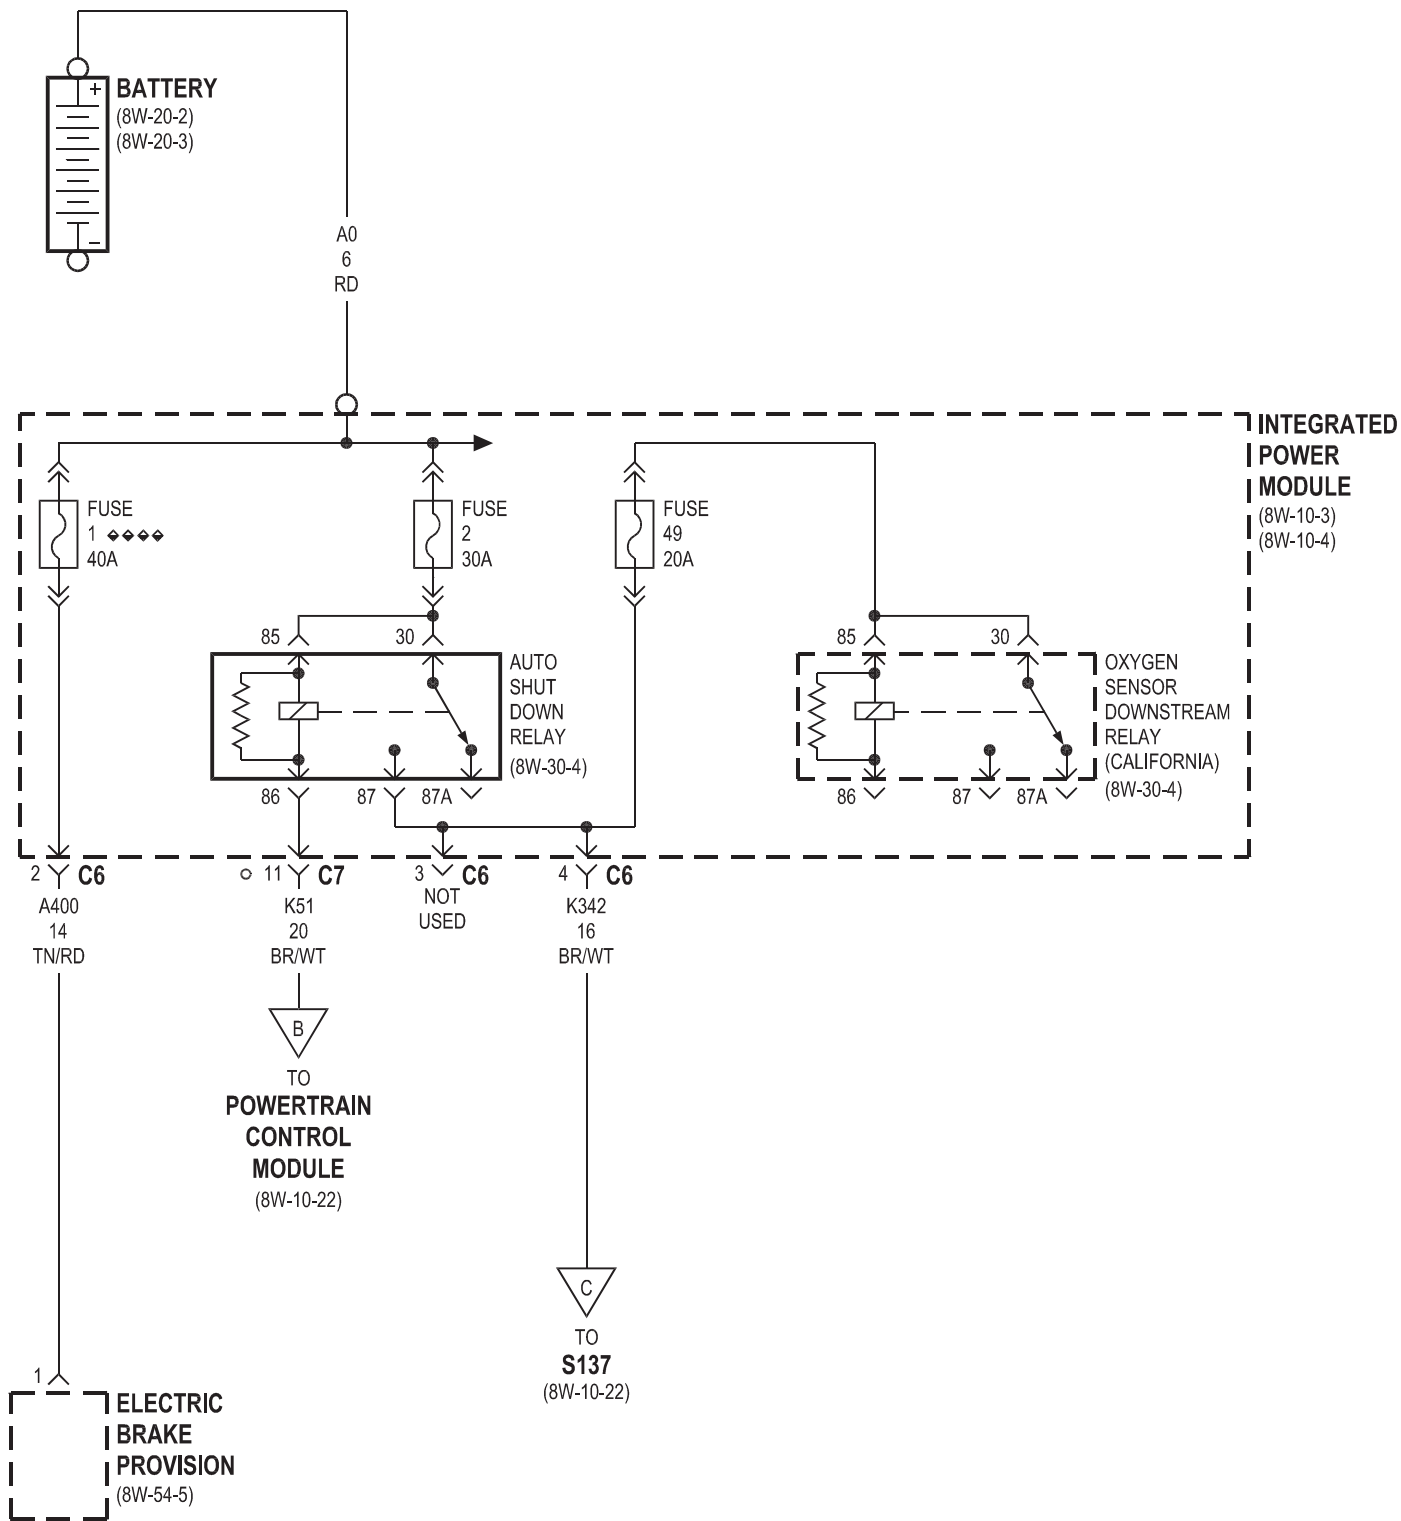 +
BATTERY
(8W-20-2)
(8W-20-3)
–
A0
6
RD
INTEGRATED
POWER
MODULE
(8W-10-3)
(8W-10-4)
FUSE
1
40A
FUSE
2
30A
FUSE
49
20A
85
30
AUTO
SHUT
DOWN
RELAY
(8W-30-4)
86
87
87A
85
30
OXYGEN
SENSOR
DOWNSTREAM
RELAY
(CALIFORNIA)
(8W-30-4)
86
87
87A
2 C6
A400
14
TN/RD
11 C7
K51
20
BR/WT
3 C6
NOT
USED
4 C6
K342
16
BR/WT
B
TO
POWERTRAIN
CONTROL
MODULE
(8W-10-22)
C
TO
S137
(8W-10-22)
1
ELECTRIC
BRAKE
PROVISION
(8W-54-5)